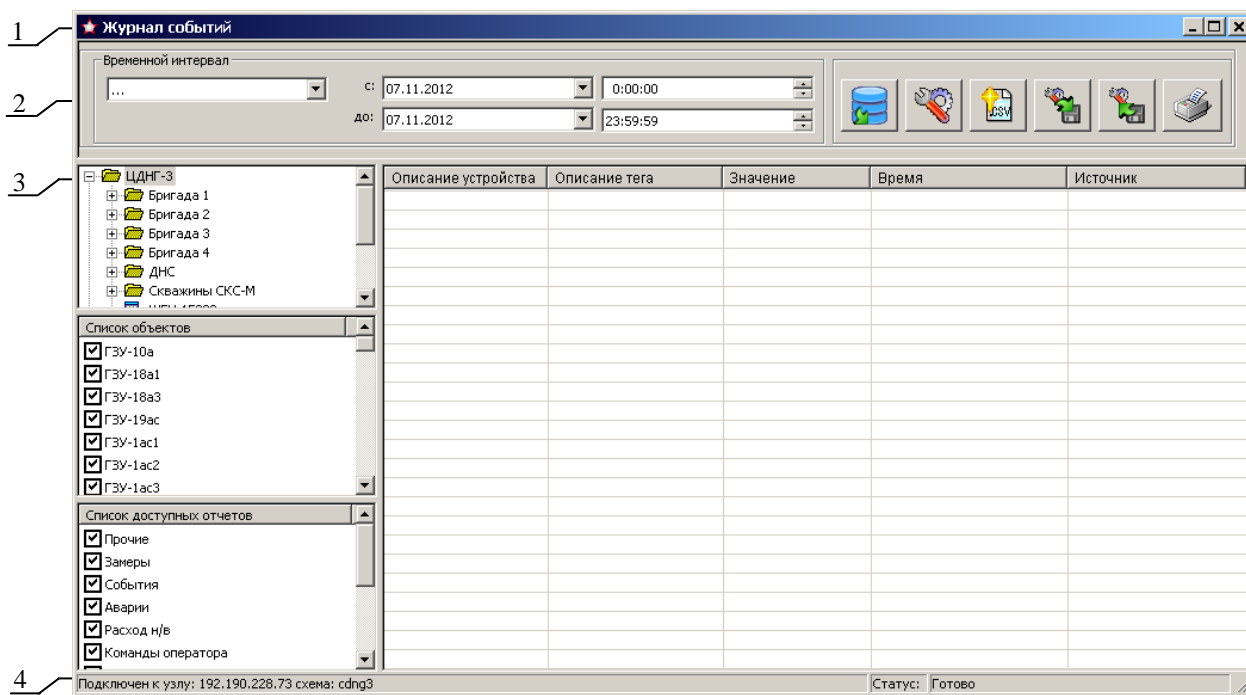 1
Журнал событий
2
Временной интервал
...
с: 07.11.2012 0:00:00
до: 07.11.2012 23:59:59
.csv
3
ЦДНГ-3
Бригада 1
Бригада 2
Бригада 3
Бригада 4
ДНС
Скважины СКС-М
Описание устройства Описание тега Значение Время Источник
Список объектов
ГЗУ-10а
ГЗУ-18а1
ГЗУ-18а3
ГЗУ-19ас
ГЗУ-1ас1
ГЗУ-1ас2
ГЗУ-1ас3
Список доступных отчетов
Прочие
Замеры
События
Аварии
Расход н/в
Команды оператора
4
Подключен к узлу: 192.190.228.73 схема: cdng3 Статус: Готово